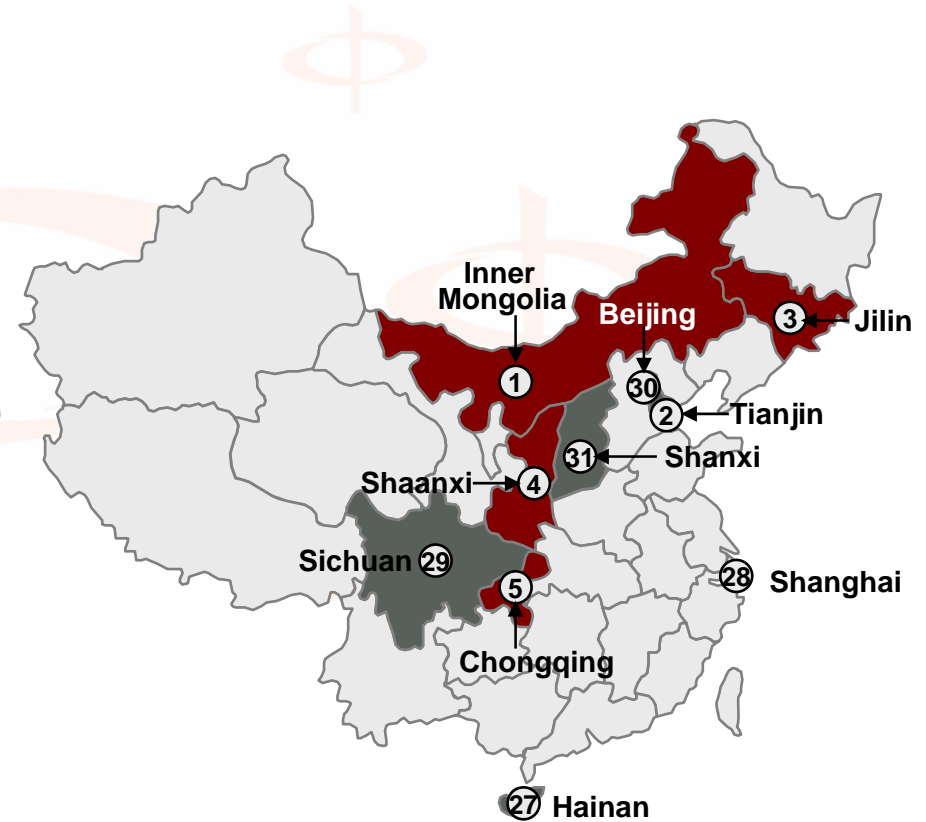 Inner
Mongolia
Beijing
3
Jilin
1
30
2
Tianjin
31
Shanxi
Shaanxi
4
Sichuan
29
5
28
Shanghai
Chongqing
27
Hainan